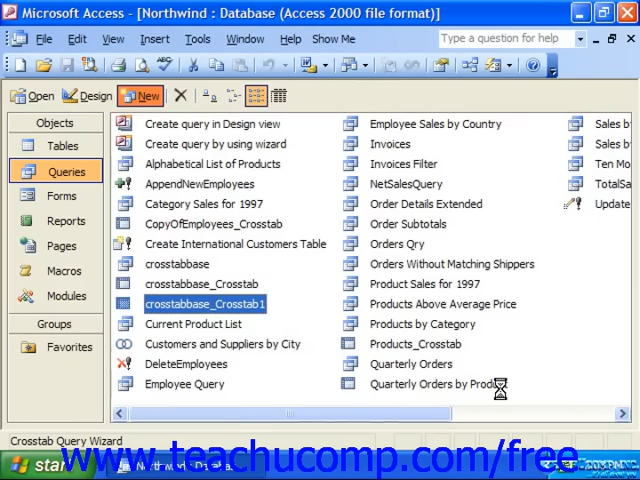 Microsoft Access - [Northwind : Database (Access 2000 file format)]
File Edit View Insert Tools Window Help Show Me Type a question for help
Open Design New
Objects
Tables
Queries
Forms
Reports
Pages
Macros
Modules
Groups
Favorites
Create query in Design view
Create query by using wizard
Alphabetical List of Products
AppendNewEmployees
Category Sales for 1997
CopyOfEmployees_Crosstab
Create International Customers Table
crosstabbase
crosstabbase_Crosstab
crosstabbase_Crosstab1
Current Product List
Customers and Suppliers by City
DeleteEmployees
Employee Query
Employee Sales by Country
Invoices
Invoices Filter
NetSalesQuery
Order Details Extended
Order Subtotals
Orders Qry
Orders Without Matching Shippers
Product Sales for 1997
Products Above Average Price
Products by Category
Products_Crosstab
Quarterly Orders
Quarterly Orders by Product
Sales by
Sales by
Ten Mo
TotalSa
Update
Crosstab Query Wizard
www.teachucomp.com/free
start Northwind : Databas